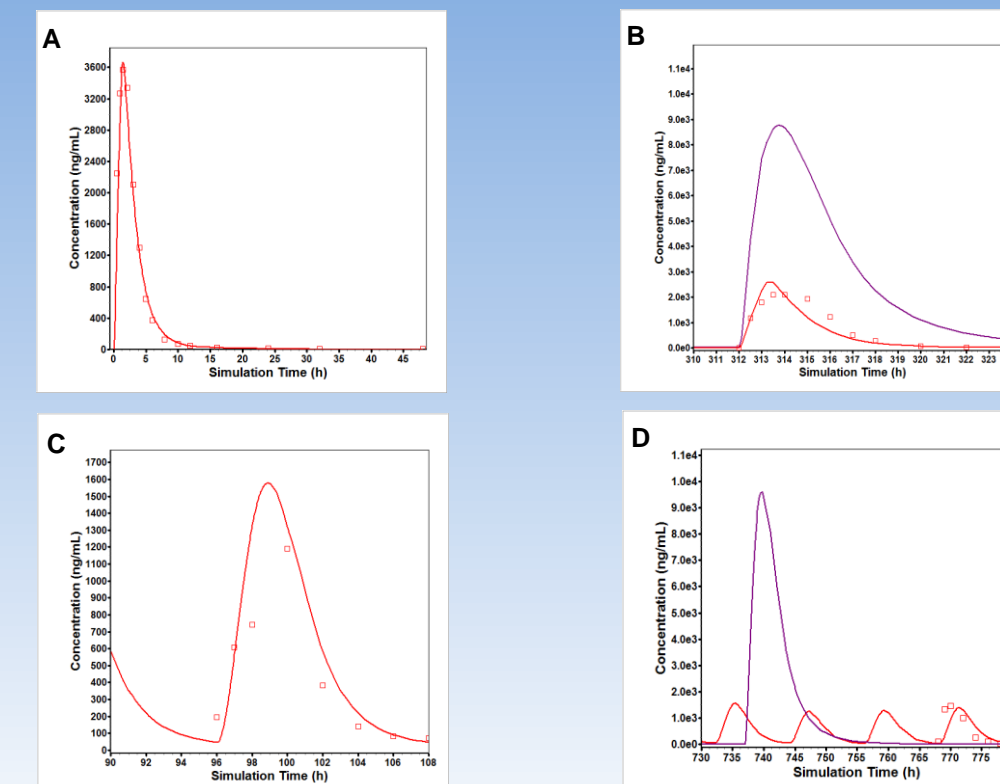 A
Concentration (ng/mL)
3600
3200
2800
2400
2000
1600
1200
800
400
0
0 5 10 15 20 25 30 35 40 45
Simulation Time (h)
B
Concentration (ng/mL)
1.1e4
1.0e4
9.0e3
8.0e3
7.0e3
6.0e3
5.0e3
4.0e3
3.0e3
2.0e3
1.0e3
0.0e0
310 311 312 313 314 315 316 317 318 319 320 321 322 323
Simulation Time (h)
C
Concentration (ng/mL)
1700
1600
1500
1400
1300
1200
1100
1000
900
800
700
600
500
400
300
200
100
0
90 92 94 96 98 100 102 104 106 108
Simulation Time (h)
D
Concentration (ng/mL)
1.1e4
1.0e4
9.0e3
8.0e3
7.0e3
6.0e3
5.0e3
4.0e3
3.0e3
2.0e3
1.0e3
0.0e0
730 735 740 745 750 755 760 765 770 775
Simulation Time (h)